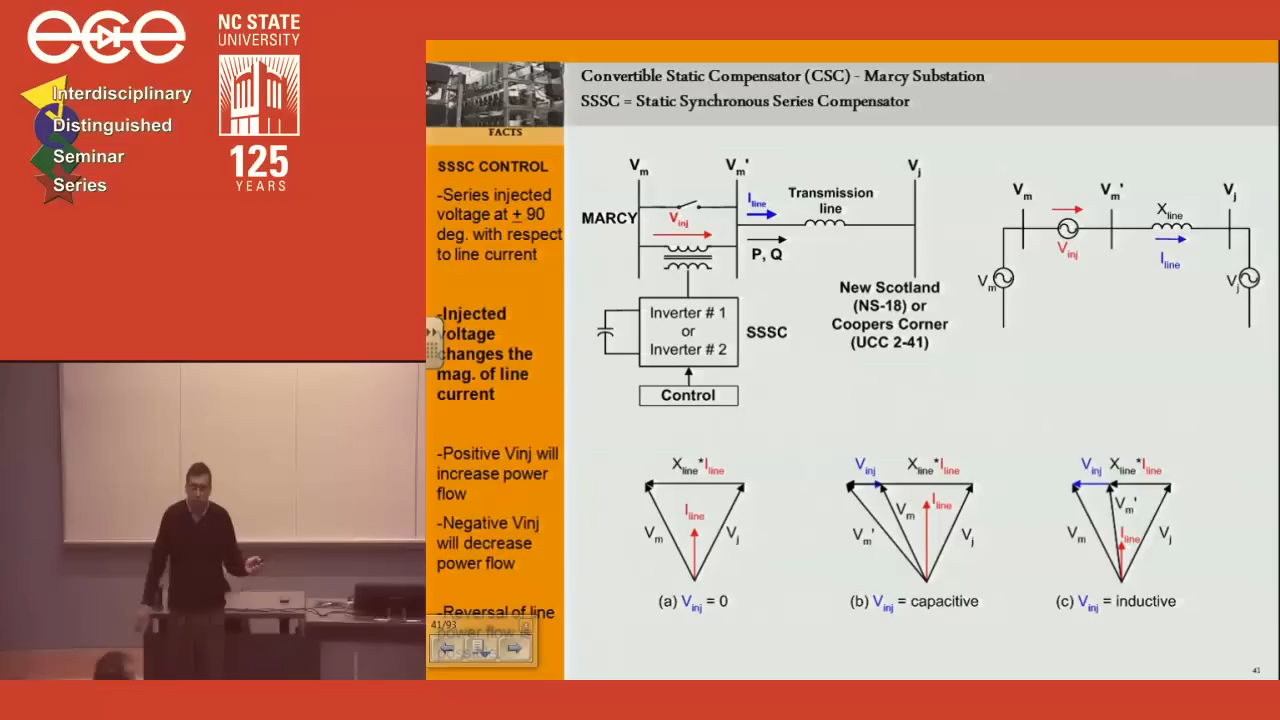 ece
NC STATE
UNIVERSITY
Interdisciplinary
Distinguished
Seminar
Series
125
YEARS
FACTS
Convertible Static Compensator (CSC) - Marcy Substation
SSSC = Static Synchronous Series Compensator
SSSC CONTROL
-Series injected
voltage at ± 90
deg. with respect
to line current
-Injected
voltage
changes the
mag. of line
current
-Positive Vinj will
increase power
flow
-Negative Vinj
will decrease
power flow
-Reversal of line
power flow is
41/93
Vm
Vm'
Vj
MARCY
Vinj
Iline
Transmission
line
P, Q
New Scotland
(NS-18) or
Coopers Corner
(UCC 2-41)
Inverter # 1
or
Inverter # 2
SSSC
Control
Vm
Vm'
Vj
Xline
Vinj
Iline
Vm
Vj
Xline*Iline
Iline
Vm
Vj
(a) Vinj = 0
Vinj
Xline*Iline
Iline
Vm
Vm'
Vj
(b) Vinj = capacitive
Vinj
Xline*Iline
Vm'
Vm
Iline
Vj
(c) Vinj = inductive
41